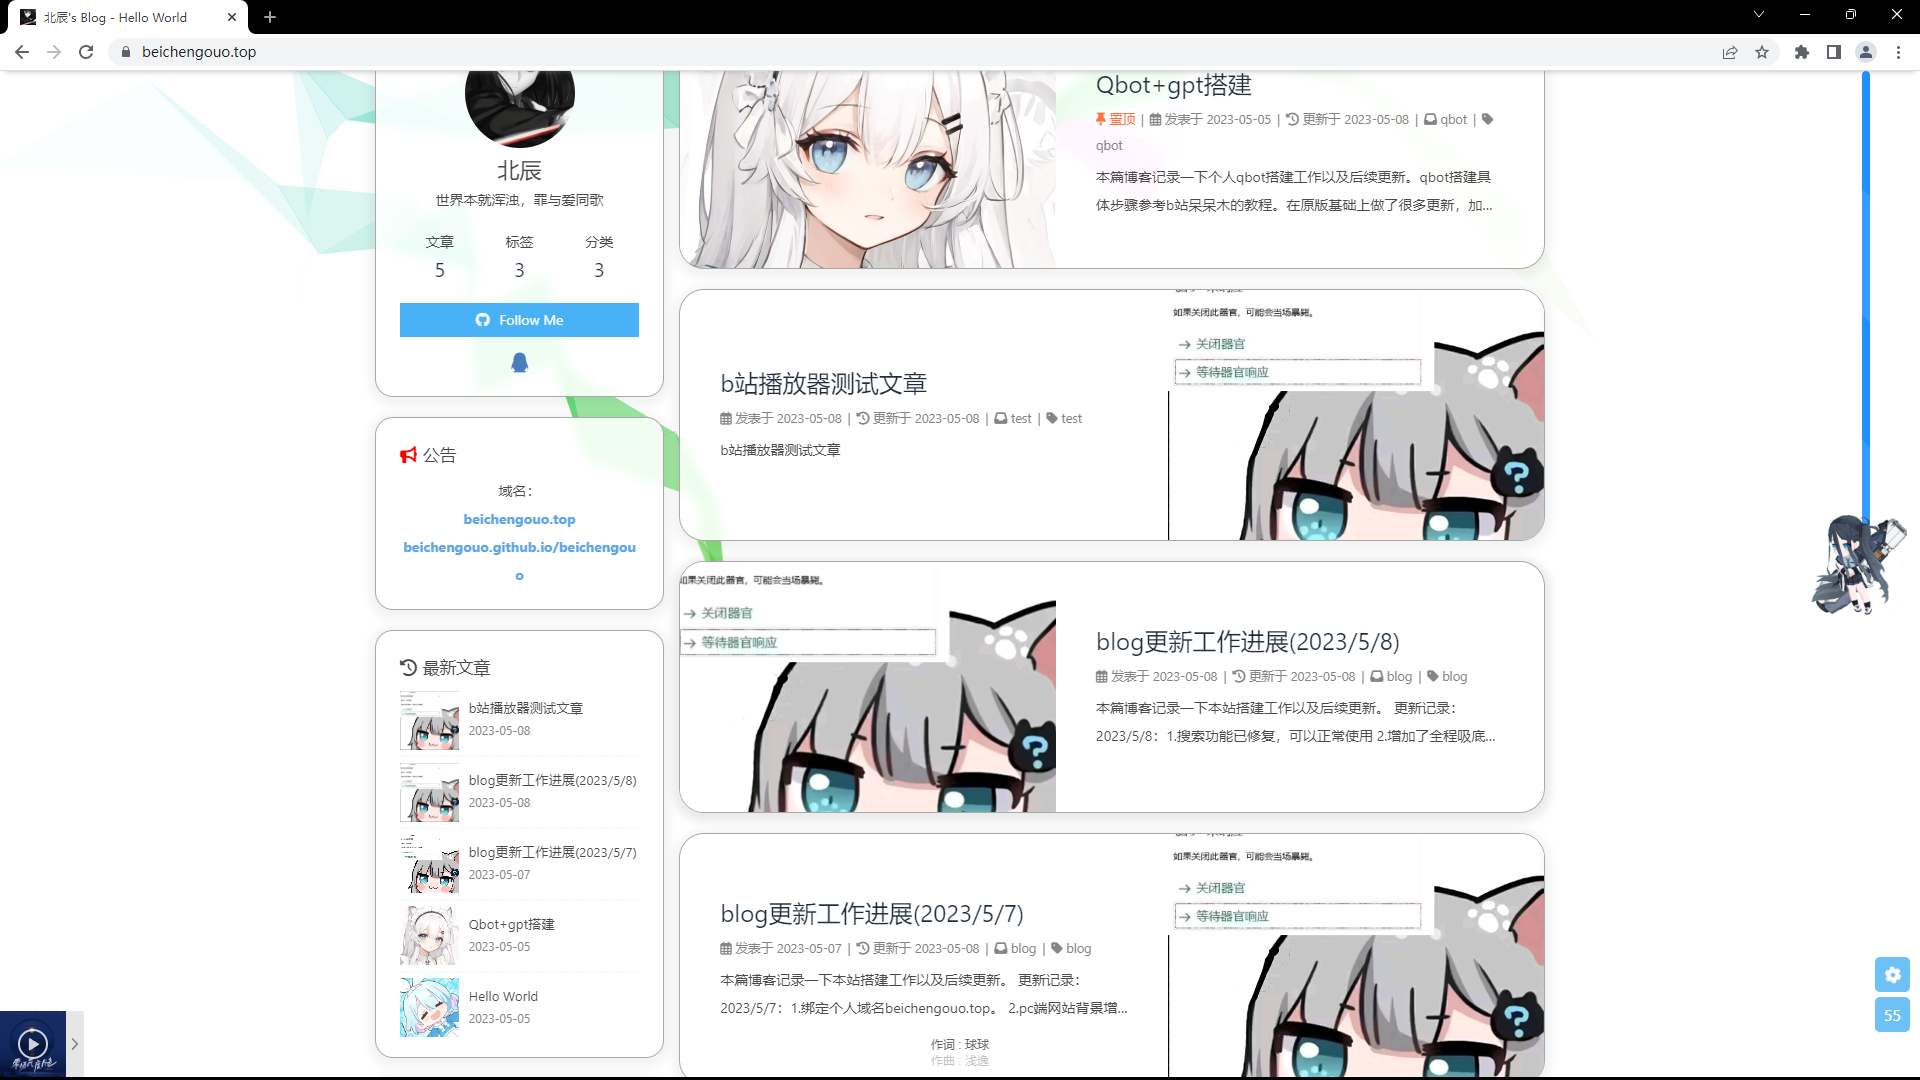 北辰's Blog - Hello World
beichengouo.top
北辰
世界本就浑浊，罪与爱同歌
文章 标签 分类
5 3 3
Follow Me
公告
域名：
beichengouo.top
beichengouo.github.io/beichengou
o
最新文章
b站播放器测试文章
2023-05-08
blog更新工作进展(2023/5/8)
2023-05-08
blog更新工作进展(2023/5/7)
2023-05-07
Qbot+gpt搭建
2023-05-05
Hello World
2023-05-05
Qbot+gpt搭建
置顶 | 发表于 2023-05-05 | 更新于 2023-05-08 | qbot |
qbot
本篇博客记录一下个人qbot搭建工作以及后续更新。qbot搭建具
体步骤参考b站呆呆木的教程。在原版基础上做了很多更新，加...
b站播放器测试文章
发表于 2023-05-08 | 更新于 2023-05-08 | test | test
b站播放器测试文章
如果关闭此器官，可能会当场暴毙。
→ 关闭器官
→ 等待器官响应
如果关闭此器官，可能会当场暴毙。
→ 关闭器官
→ 等待器官响应
blog更新工作进展(2023/5/8)
发表于 2023-05-08 | 更新于 2023-05-08 | blog | blog
本篇博客记录一下本站搭建工作以及后续更新。 更新记录：
2023/5/8：1.搜索功能已修复，可以正常使用 2.增加了全程吸底...
blog更新工作进展(2023/5/7)
发表于 2023-05-07 | 更新于 2023-05-08 | blog | blog
本篇博客记录一下本站搭建工作以及后续更新。 更新记录：
2023/5/7：1.绑定个人域名beichengouo.top。 2.pc端网站背景增...
如果关闭此器官，可能会当场暴毙。
→ 关闭器官
→ 等待器官响应
作词 : 球球
作曲 : 浅逸
55